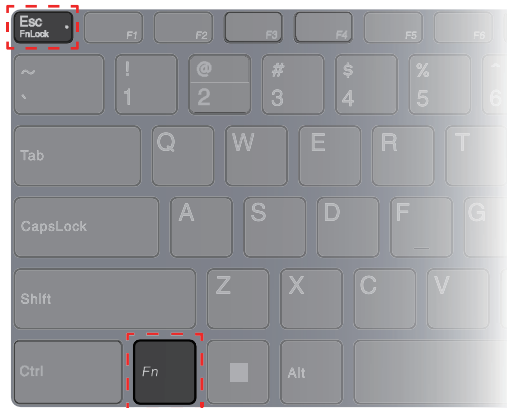 Esc
FnLock
F1 F2 F3 F4 F5 F6
~ ! @ # $ % ^
` 1 2 3 4 5 6
Tab Q W E R T
CapsLock A S D F G
Shift Z X C V
Ctrl Fn Alt